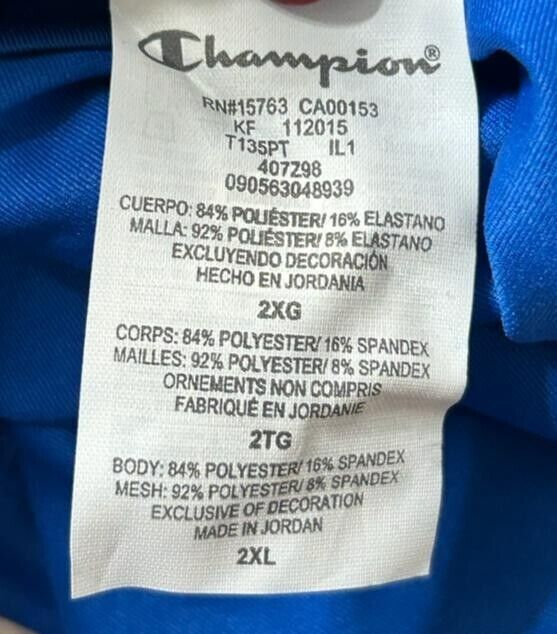 Champion®
RN#15763 CA00153
KF 112015
T135PT IL1
407Z98
090563048939
CUERPO: 84% POLIÉSTER/ 16% ELASTANO
MALLA: 92% POLIÉSTER/ 8% ELASTANO
EXCLUYENDO DECORACIÓN
HECHO EN JORDANIA
2XG
CORPS: 84% POLYESTER/ 16% SPANDEX
MAILLES: 92% POLYESTER/ 8% SPANDEX
ORNEMENTS NON COMPRIS
FABRIQUÉ EN JORDANIE
2TG
BODY: 84% POLYESTER/ 16% SPANDEX
MESH: 92% POLYESTER/ 8% SPANDEX
EXCLUSIVE OF DECORATION
MADE IN JORDAN
2XL